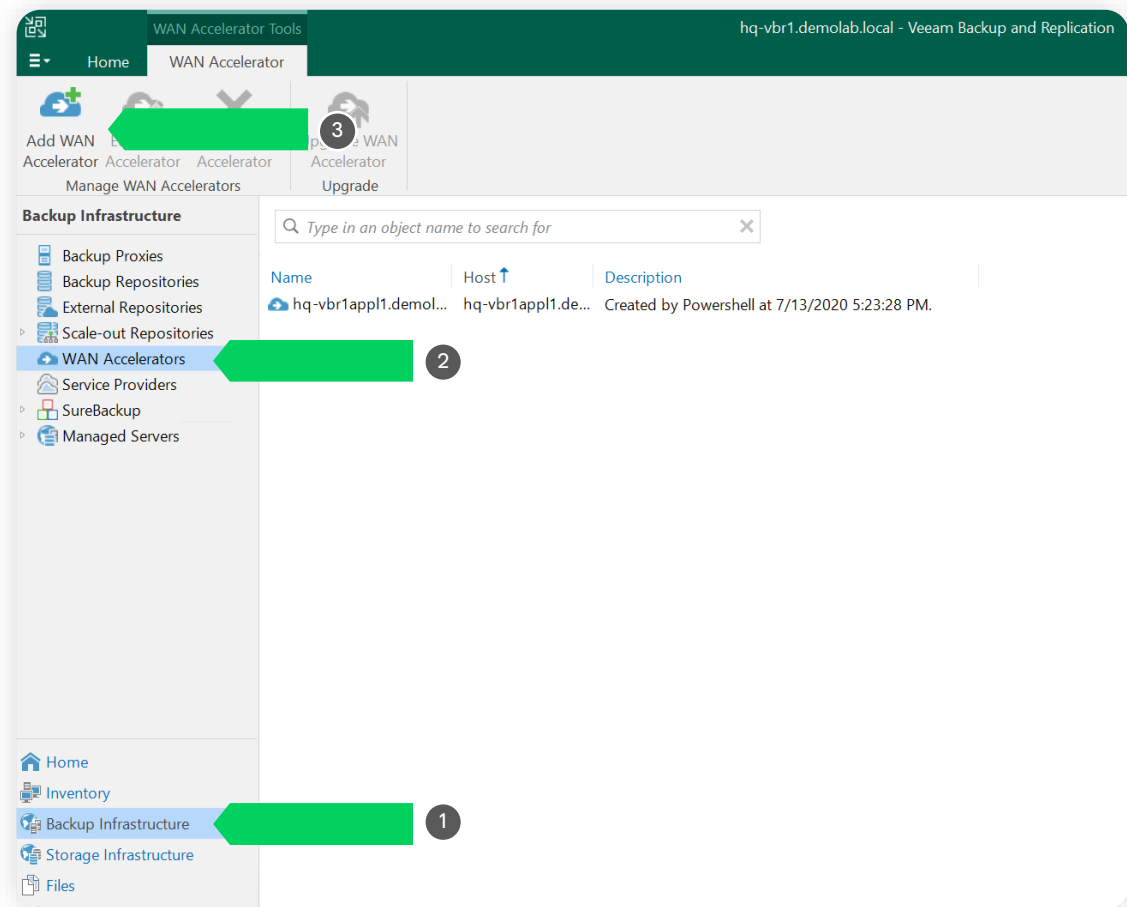 WAN Accelerator Tools
hq-vbr1.demolab.local - Veeam Backup and Replication
Home
WAN Accelerator
Add WAN
Accelerator
Accelerator
Accelerator
WAN
Accelerator
3
Manage WAN Accelerators
Upgrade
Backup Infrastructure
Type in an object name to search for
Backup Proxies
Backup Repositories
External Repositories
Scale-out Repositories
WAN Accelerators
Service Providers
SureBackup
Managed Servers
Name
Host
Description
hq-vbr1appl1.demol...
hq-vbr1appl1.de...
Created by Powershell at 7/13/2020 5:23:28 PM.
2
Home
Inventory
Backup Infrastructure
1
Storage Infrastructure
Files